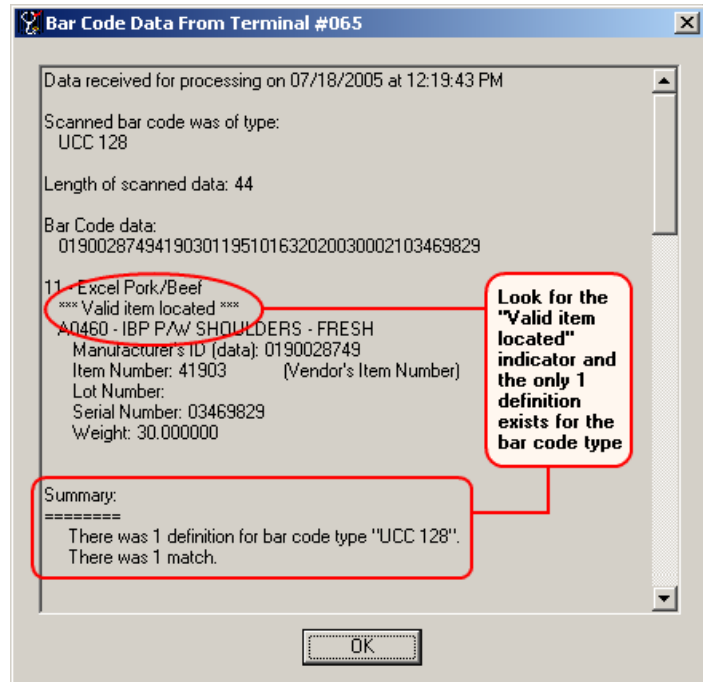 Bar Code Data From Terminal #065
Data received for processing on 07/18/2005 at 12:19:43 PM
Scanned bar code was of type:
UCC 128
Length of scanned data: 44
Bar Code data:
01900287494190301195101632020030002103469829
11 - Excel Pork/Beef
*** Valid item located ***
A0460 - IBP P/W SHOULDERS - FRESH
Manufacturer's ID (data): 0190028749
Item Number: 41903 (Vendor's Item Number)
Lot Number:
Serial Number: 03469829
Weight: 30.000000
Look for the
"Valid item
located"
indicator and
the only 1
definition
exists for the
bar code type
Summary:
========
There was 1 definition for bar code type "UCC 128".
There was 1 match.
OK